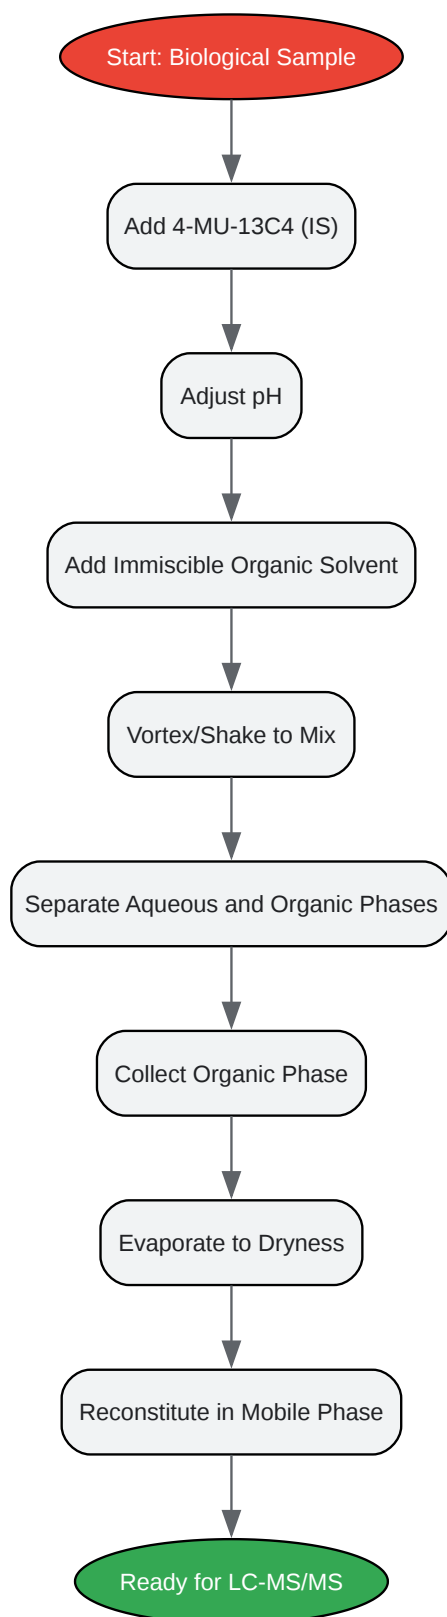 Start: Biological Sample
Add 4-MU-13C4 (IS)
Adjust pH
Add Immiscible Organic Solvent
Vortex/Shake to Mix
Separate Aqueous and Organic Phases
Collect Organic Phase
Evaporate to Dryness
Reconstitute in Mobile Phase
Ready for LC-MS/MS